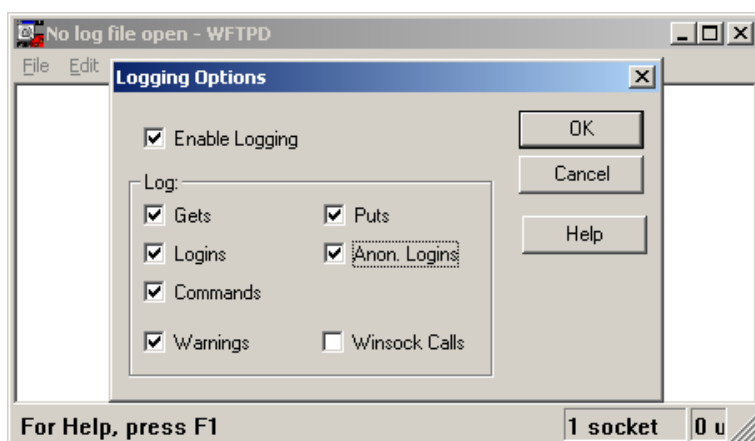 No log file open - WFTPD
File Edit
Logging Options
Enable Logging
OK
Cancel
Help
Log:
Gets
Puts
Logins
Anon. Logins
Commands
Warnings
Winsock Calls
For Help, press F1
1 socket
0 u